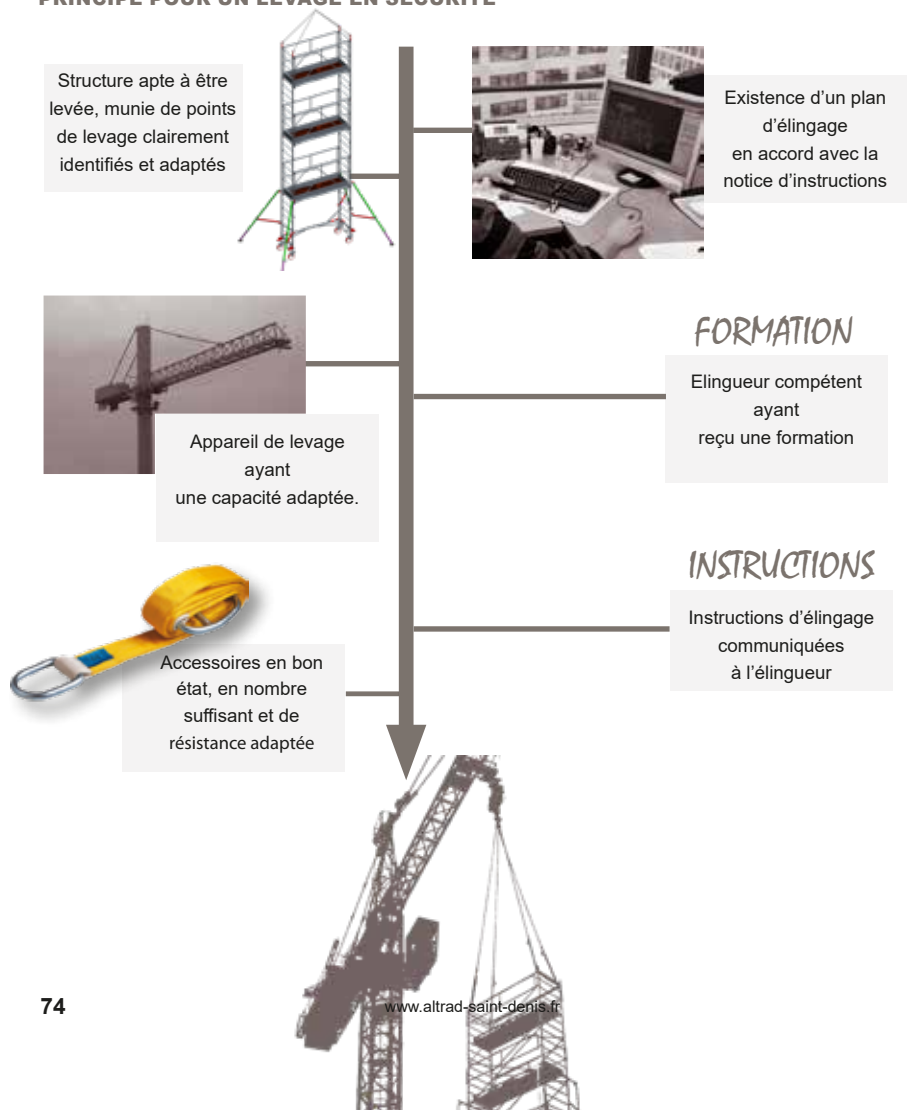 PRINCIPE POUR UN LEVAGE EN SÉCURITÉ
Structure apte à être
levée, munie de points
de levage clairement
identifiés et adaptés
Existence d’un plan
d’élingage
en accord avec la
notice d’instructions
FORMATION
Elingueur compétent
ayant
reçu une formation
Appareil de levage
ayant
une capacité adaptée.
INSTRUCTIONS
Instructions d’élingage
communiquées
à l’élingueur
Accessoires en bon
état, en nombre
suffisant et de
résistance adaptée
74
www.altrad-saint-denis.fr